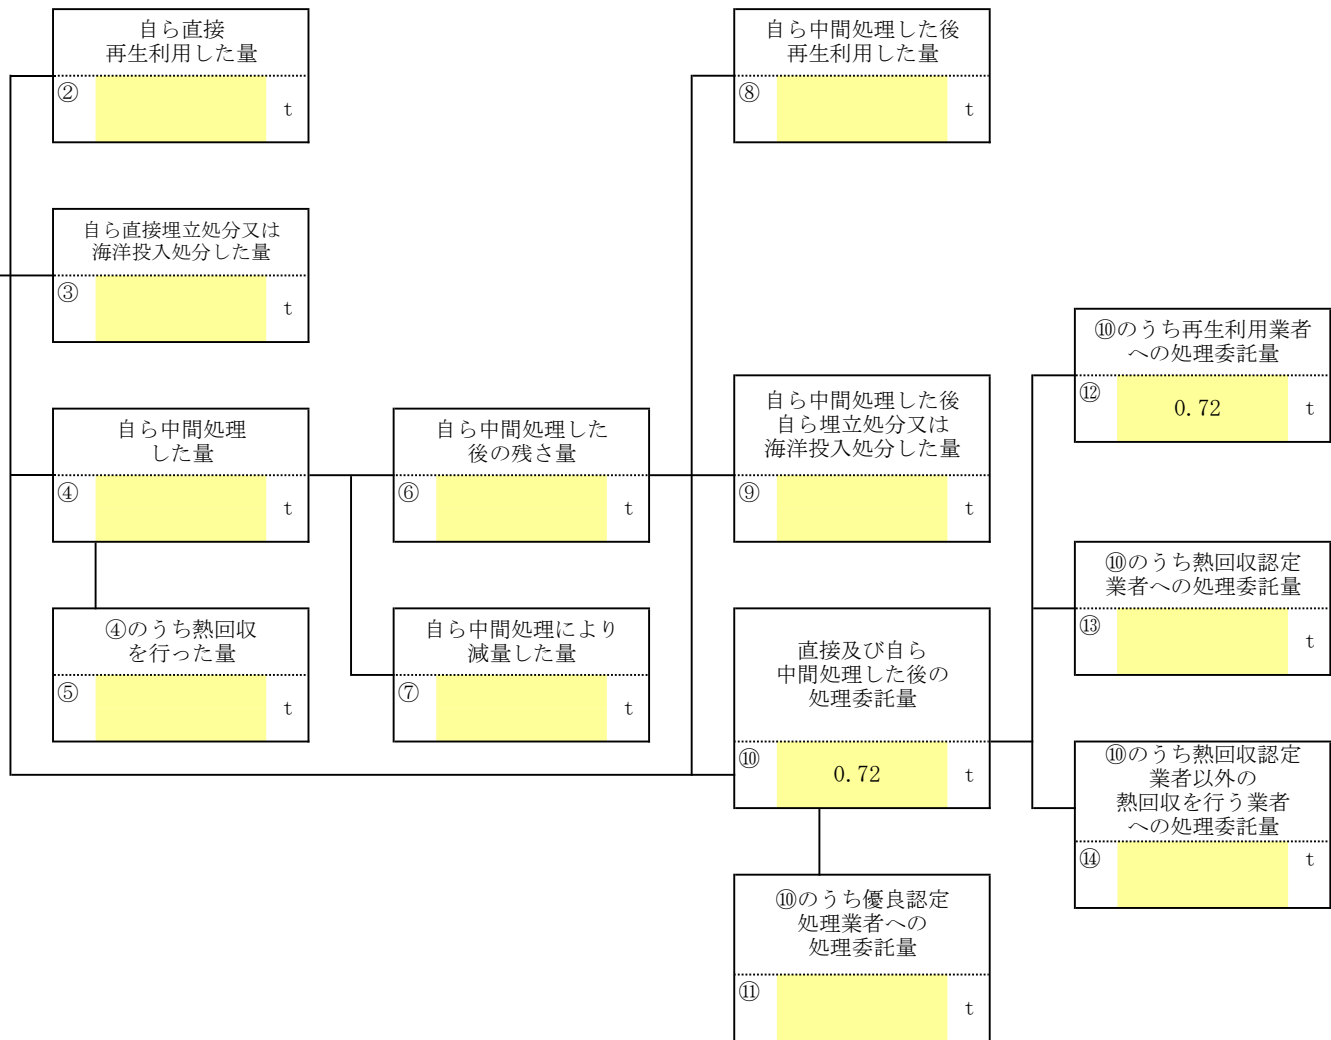 自ら直接
再生利用した量
②
t
自ら中間処理した後
再生利用した量
⑧
t
自ら直接埋立処分又は
海洋投入処分した量
③
t
⑩のうち再生利用業者
への処理委託量
⑫
0.72
t
自ら中間処理
した量
④
t
自ら中間処理した
後の残さ量
⑥
t
自ら中間処理した後
自ら埋立処分又は
海洋投入処分した量
⑨
t
⑩のうち熱回収認定
業者への処理委託量
⑬
t
④のうち熱回収
を行った量
⑤
t
自ら中間処理により
減量した量
⑦
t
直接及び自ら
中間処理した後の
処理委託量
⑩
0.72
t
⑩のうち熱回収認定
業者以外の
熱回収を行う業者
への処理委託量
⑭
t
⑩のうち優良認定
処理業者への
処理委託量
⑪
t